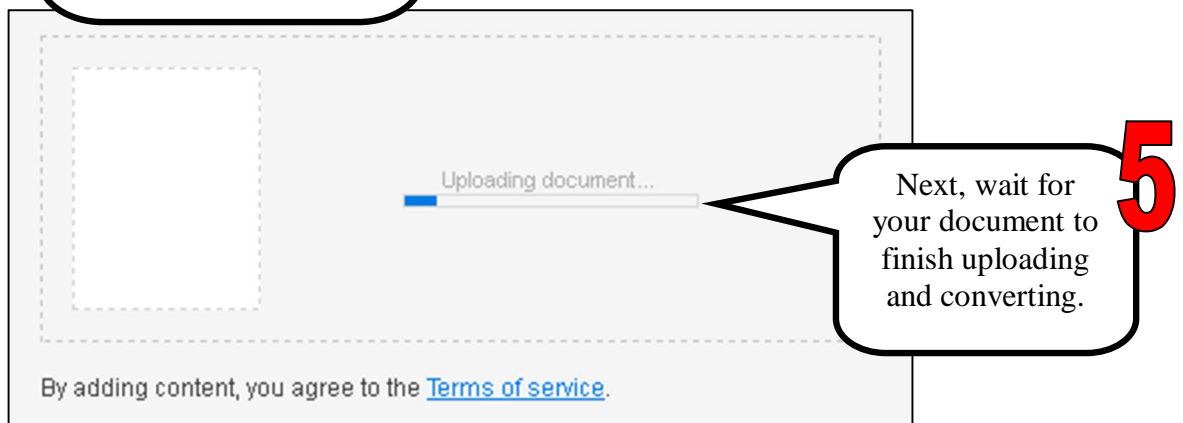 Uploading document...
5
Next, wait for
your document to
finish uploading
and converting.
By adding content, you agree to the Terms of service.